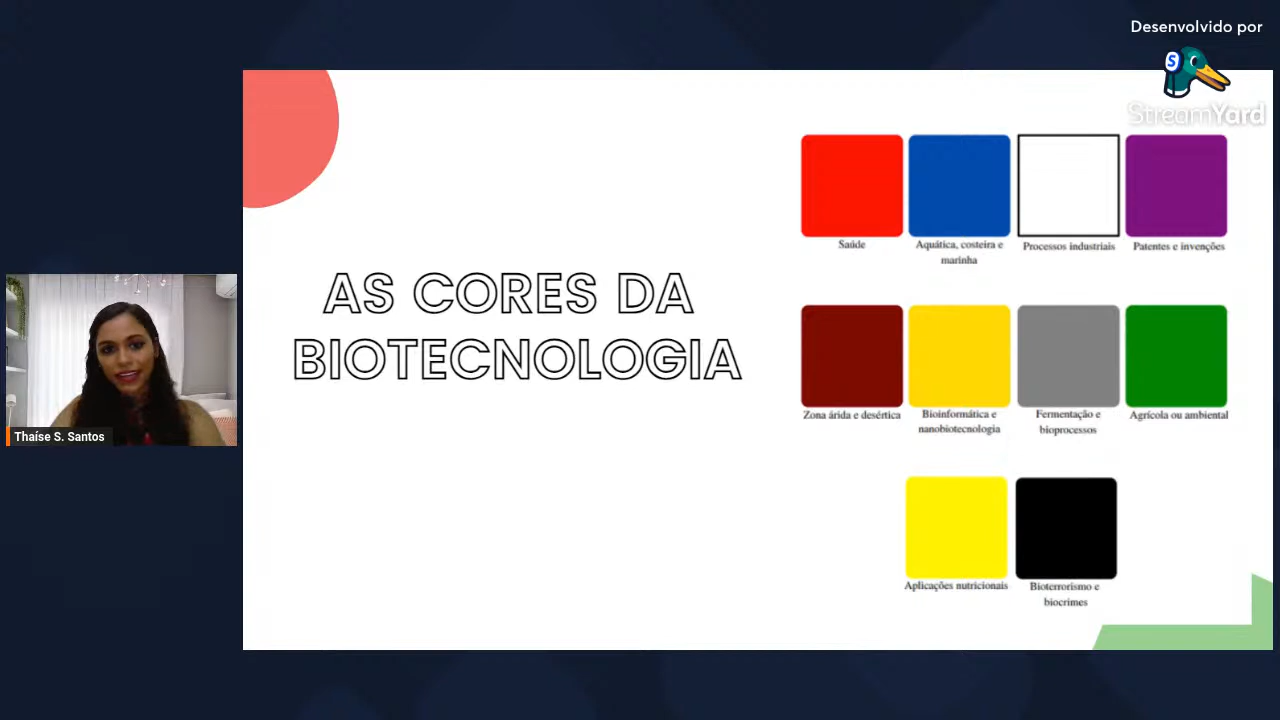 Desenvolvido por
StreamYard
AS CORES DA
BIOTECNOLOGIA
Saúde
Aquática, costeira e
marinha
Processos industriais
Patentes e invenções
Zona árida e desértica
Bioinformática e
nanobiotecnologia
Fermentação e
bioprocessos
Agrícola ou ambiental
Aplicações nutricionais
Bioterrorismo e
biocrimes
Thaíse S. Santos